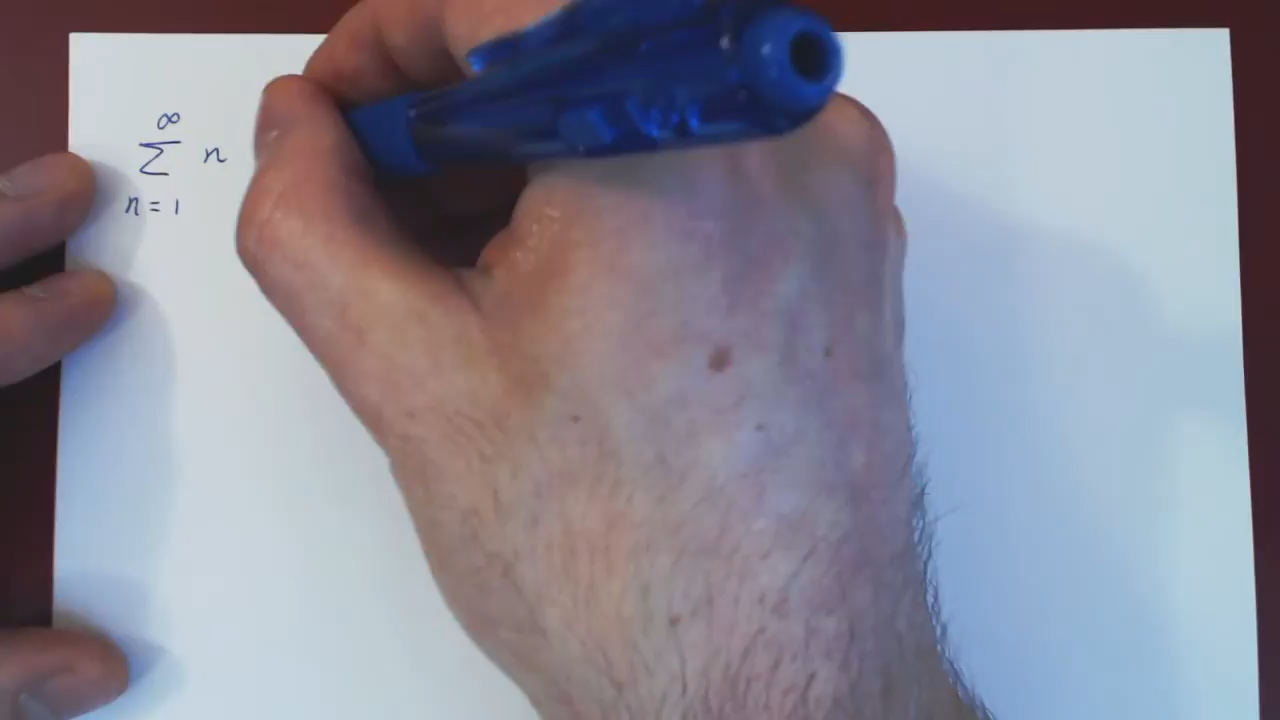 ∞
∑ n
n = 1